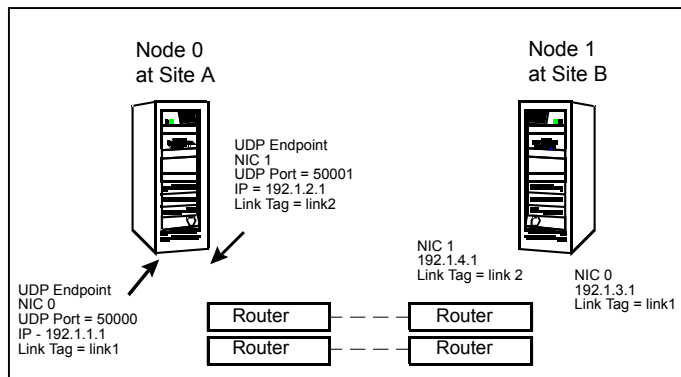 Node 0
at Site A
Node 1
at Site B
UDP Endpoint
NIC 1
UDP Port = 50001
IP = 192.1.2.1
Link Tag = link2
NIC 1
192.1.4.1
Link Tag = link 2
NIC 0
192.1.3.1
Link Tag = link1
UDP Endpoint
NIC 0
UDP Port = 50000
IP - 192.1.1.1
Link Tag = link1
Router
Router
Router
Router